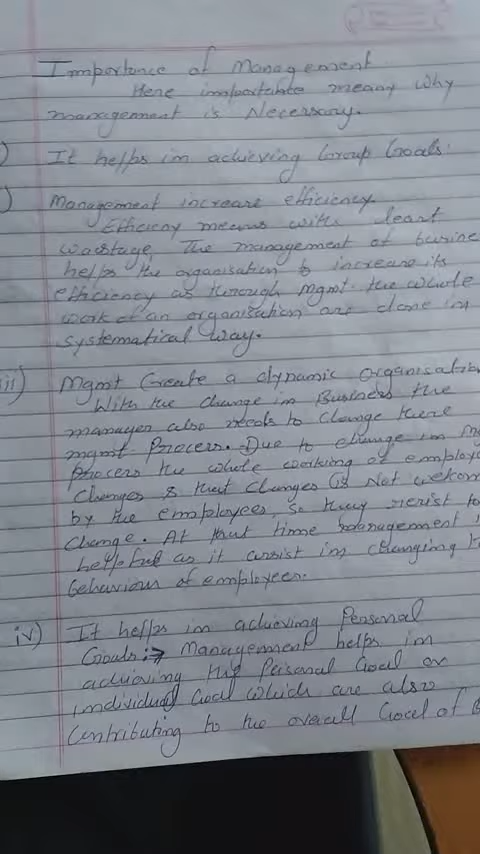 Importance of Management
Here importance means why
management is Necessary.
) It helps in achieving Group Goals.
) Management increase efficiency.
Efficieny means with least
wastage. The management of busine
helps the organisation to increase its
efficiency as through Mgmt. the whole
work of an organisation are done in
systematical way.
ii) Mgmt Create a dynamic organisation
With the change in Business the
manager also needs to change there
mgmt. Process. Due to change in
Process the whole working of employe
Changes & that Changes is Not welcom
by the employees, so they resist to
Change. At that time management
helpful as it assist in changing
behaviour of employees.
iv) It helps in achieving Personal
Goals :⇒ Management helps in
achieving the Personal Goal or
individual Goal which are also
Contributing to the overall Goal of